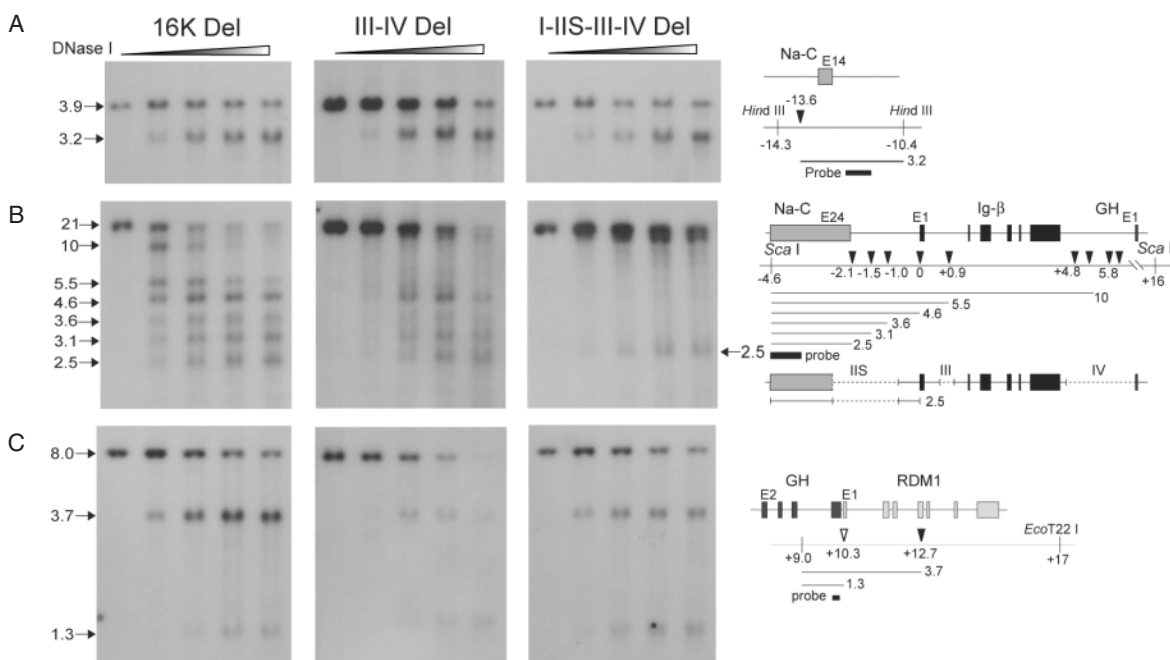 A
16K Del
III-IV Del
I-IIS-III-IV Del
DNase I
3.9
3.2
Na-C
E14
-13.6
Hind III
Hind III
-14.3
-10.4
3.2
Probe
B
21
10
5.5
4.6
3.6
3.1
2.5
2.5
Na-C
Ig-β
GH
E24
E1
E1
Sca I
Sca I
-4.6
-2.1
-1.5
-1.0
0
+0.9
+4.8
5.8
+16
10
5.5
4.6
3.6
3.1
2.5
probe
IIS
III
IV
2.5
C
8.0
3.7
1.3
GH
RDM1
E2
E1
EcoT22 I
+9.0
+10.3
+12.7
+17
3.7
1.3
probe